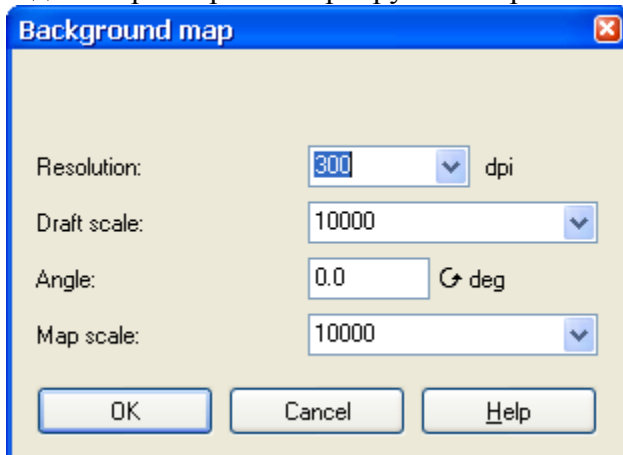 Background map
Resolution: 300 dpi
Draft scale: 10000
Angle: 0.0 deg
Map scale: 10000
OK Cancel Help